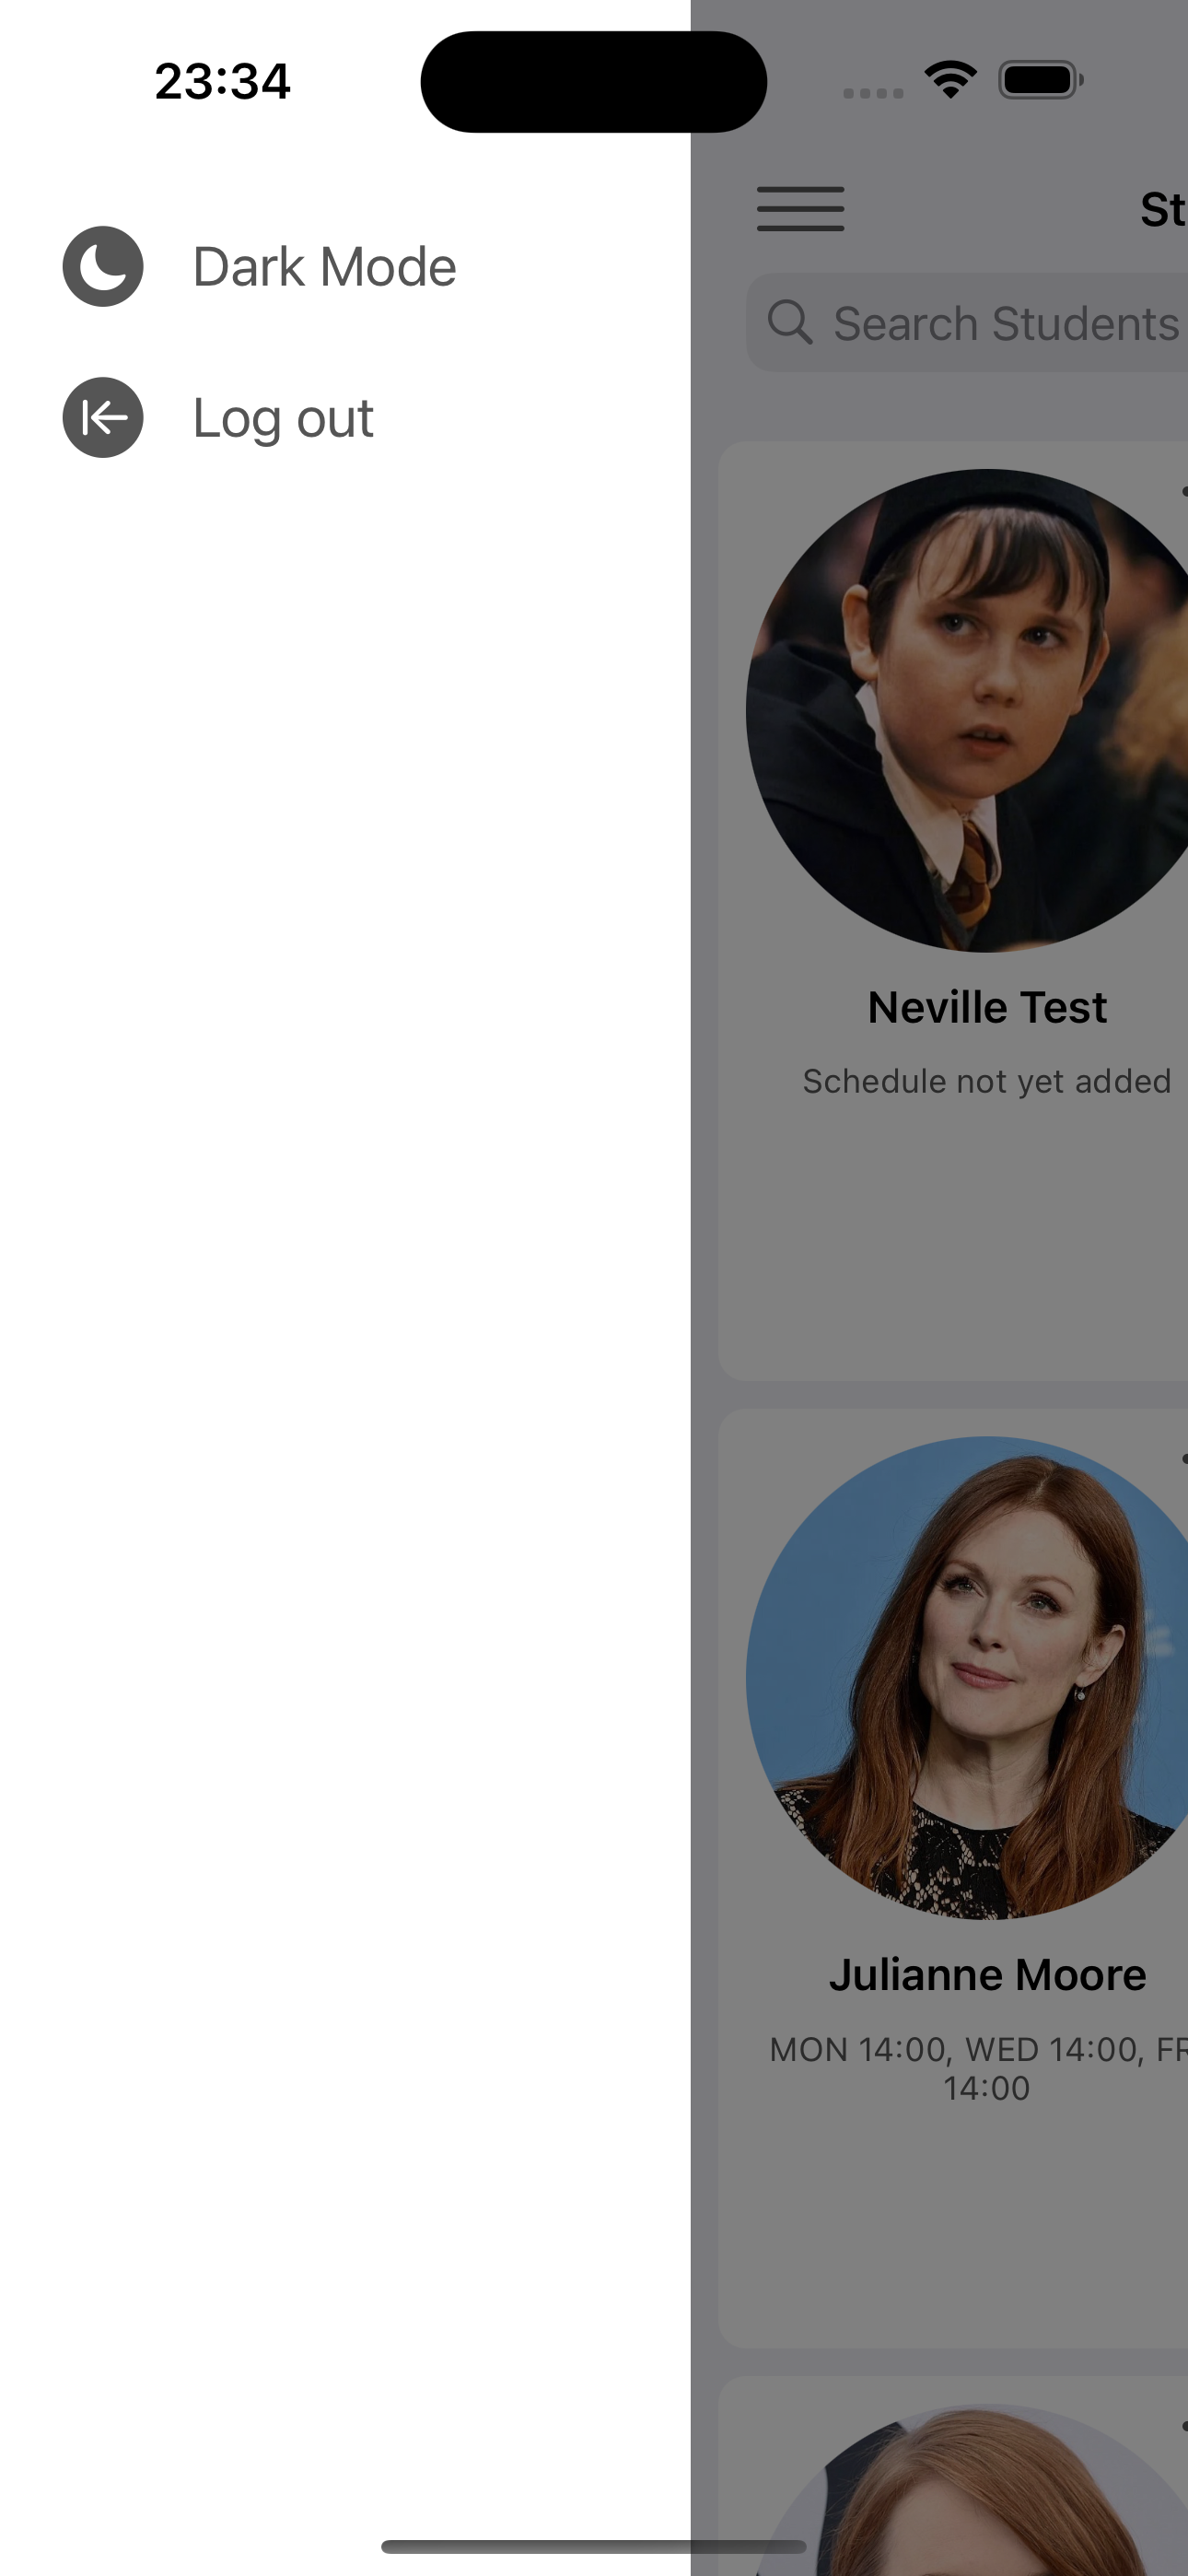 23:34
Dark Mode
Log out
St
Search Students
Neville Test
Schedule not yet added
Julianne Moore
MON 14:00, WED 14:00, FR
14:00